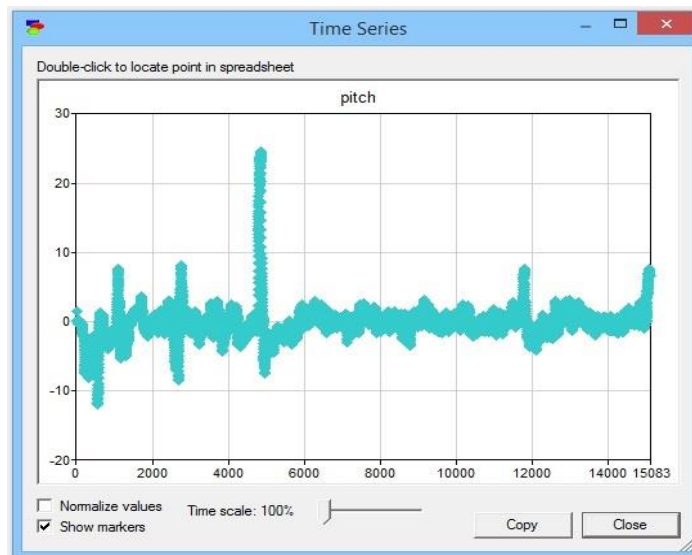 Time Series
Double-click to locate point in spreadsheet
pitch
30
20
10
0
-10
-20
0 2000 4000 6000 8000 10000 12000 14000 15083
Normalize values
Show markers
Time scale: 100%
Copy Close